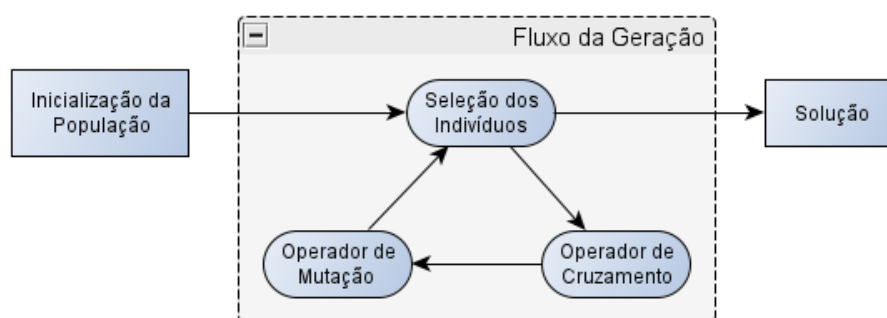 Fluxo da Geração
Inicialização da
População
Seleção dos
Indivíduos
Solução
Operador de
Mutação
Operador de
Cruzamento